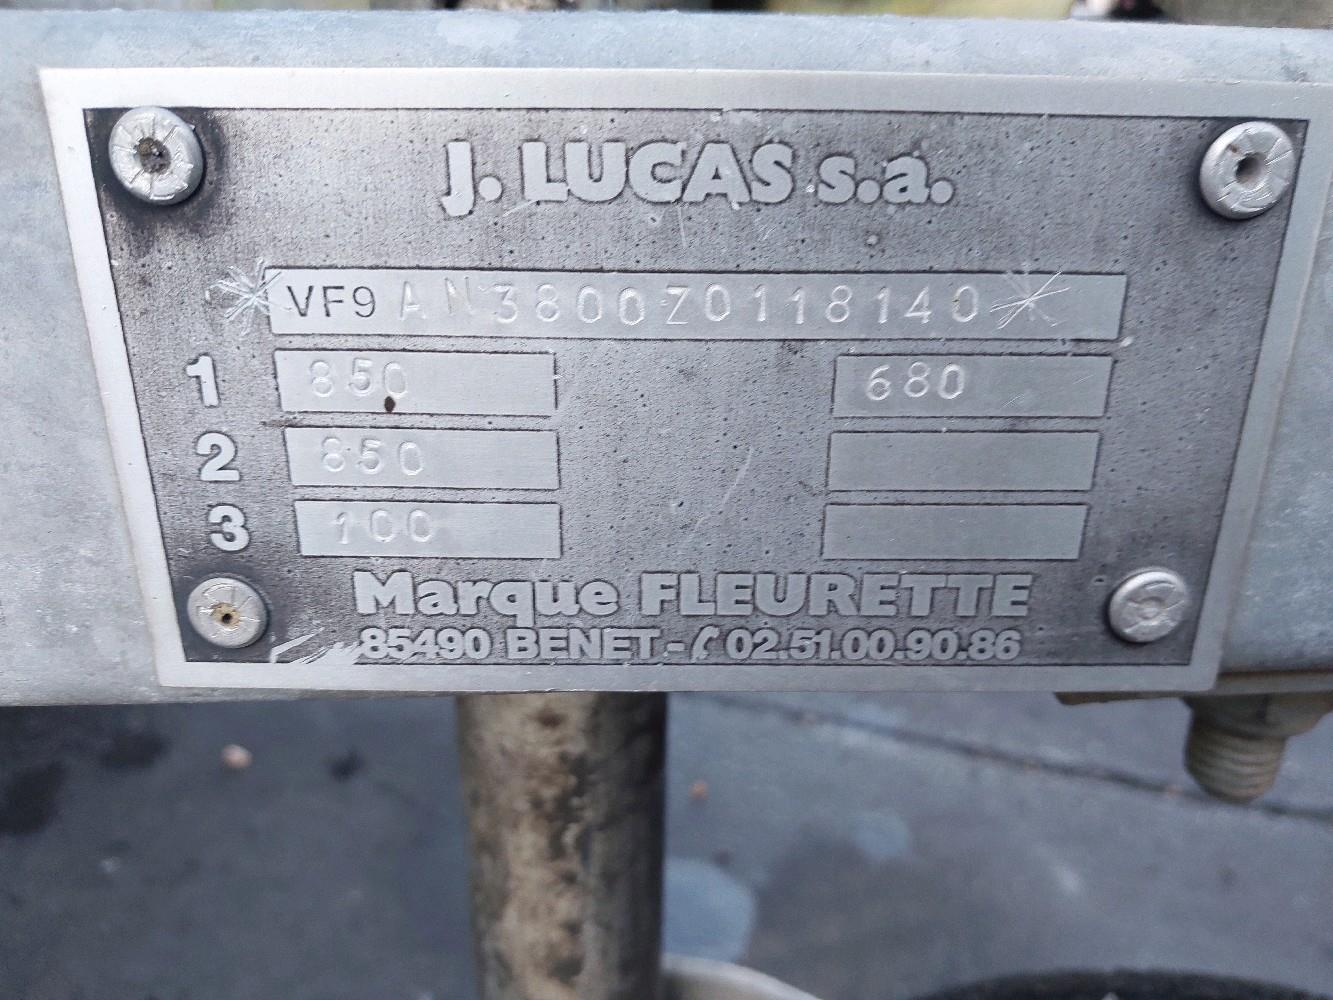 J. LUCAS s.a.
VF9AN3800Z0118140
1 850 680
2 850
3 100
Marque FLEURETTE
85490 BENET - ✆ 02.51.00.90.86